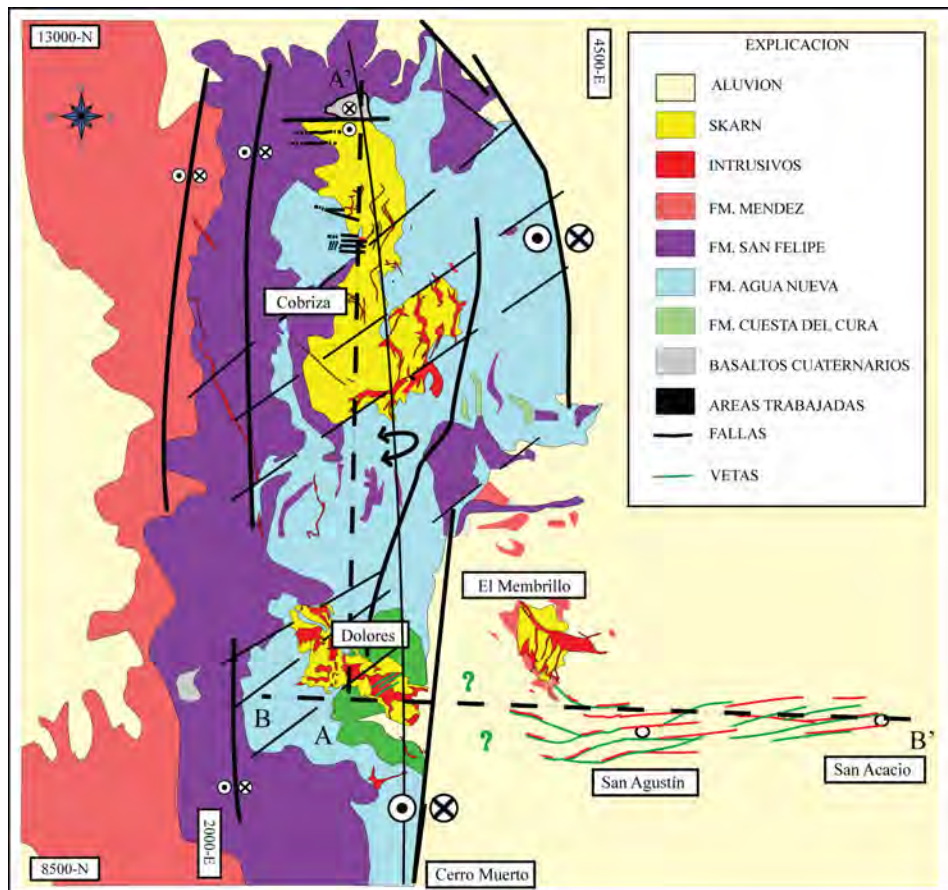 13000-N
4500-E
A'
Cobriza
El Membrillo
Dolores
?
B
A
?
B'
San Agustín
San Acacio
2000-E
8500-N
Cerro Muerto
EXPLICACION
ALUVION
SKARN
INTRUSIVOS
FM. MENDEZ
FM. SAN FELIPE
FM. AGUA NUEVA
FM. CUESTA DEL CURA
BASALTOS CUATERNARIOS
AREAS TRABAJADAS
FALLAS
VETAS